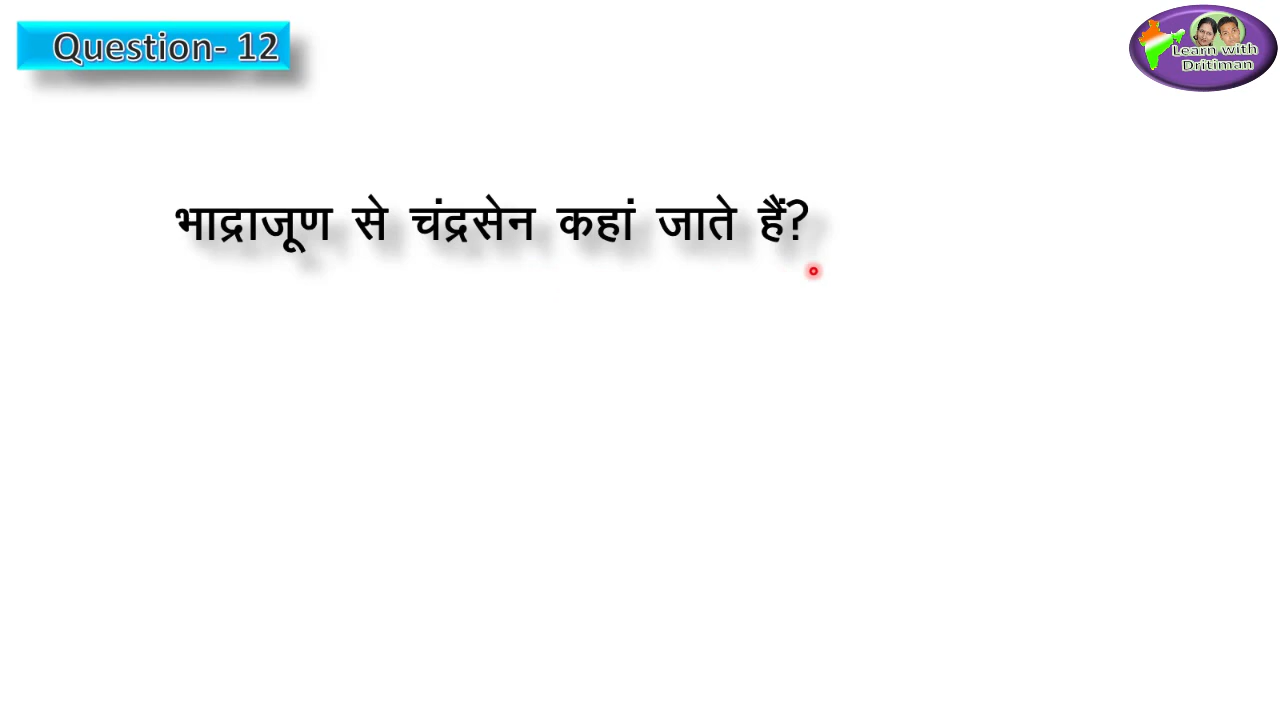 Question- 12
Learn with
Dritiman
भाद्राजूण से चंद्रसेन कहां जाते हैं?